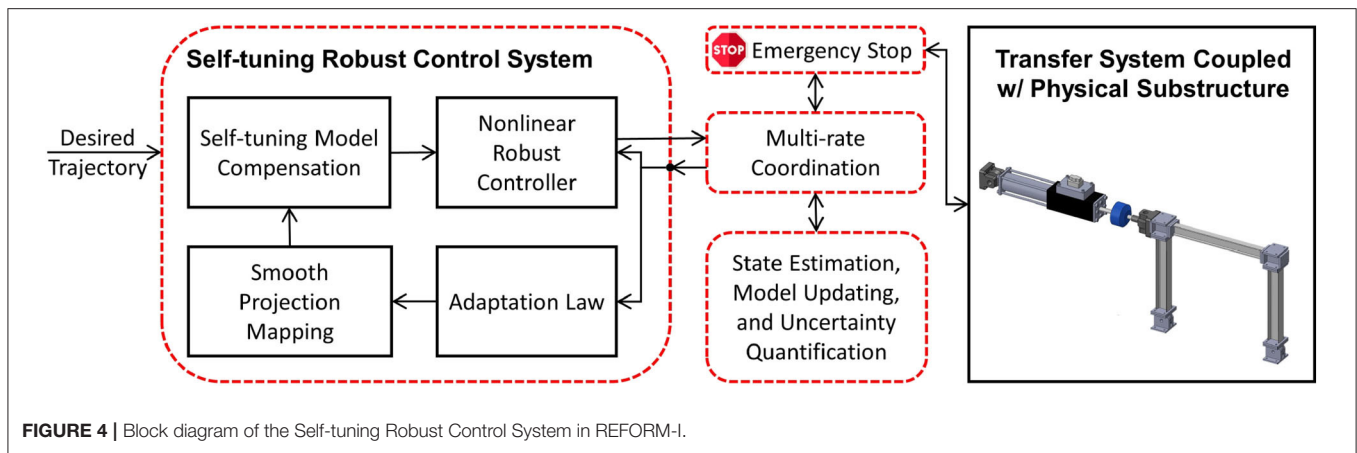 Self-tuning Robust Control System
Desired
Trajectory
Self-tuning Model
Compensation
Nonlinear
Robust
Controller
Smooth
Projection
Mapping
Adaptation Law
STOP Emergency Stop
Multi-rate
Coordination
State Estimation,
Model Updating,
and Uncertainty
Quantification
Transfer System Coupled
w/ Physical Substructure
FIGURE 4 | Block diagram of the Self-tuning Robust Control System in REFORM-I.